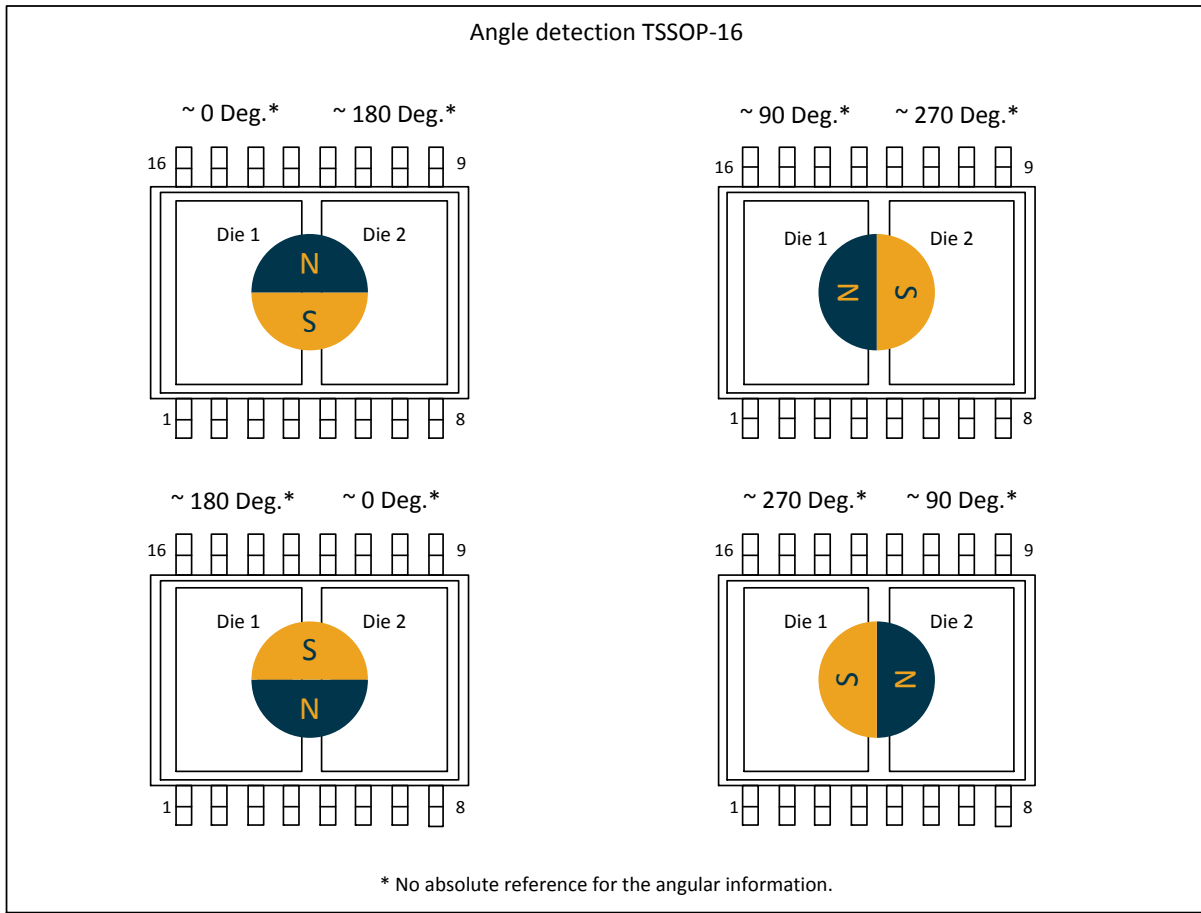 Angle detection TSSOP-16
~ 0 Deg.* ~ 180 Deg.*
16 9
Die 1 Die 2
N
S
1 8
~ 90 Deg.* ~ 270 Deg.*
16 9
Die 1 Die 2
N S
1 8
~ 180 Deg.* ~ 0 Deg.*
16 9
Die 1 Die 2
S
N
1 8
~ 270 Deg.* ~ 90 Deg.*
16 9
Die 1 Die 2
S N
1 8
* No absolute reference for the angular information.